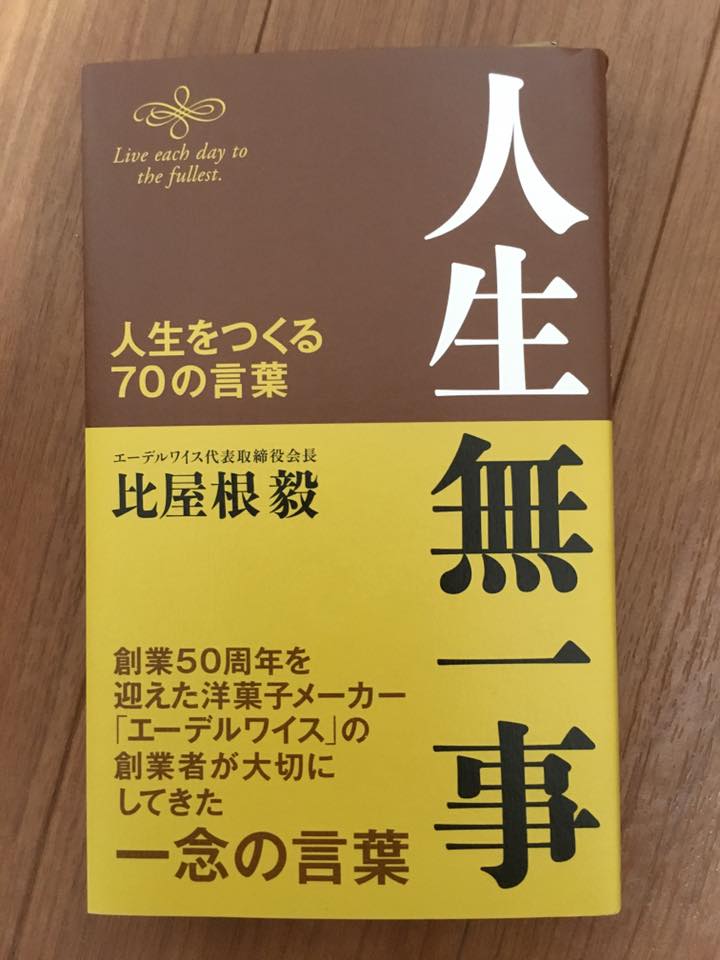 人生無一事
Live each day to
the fullest.
人生をつくる
70の言葉
エーデルワイス代表取締役会長
比屋根 毅
創業50周年を
迎えた洋菓子メーカー
「エーデルワイス」の
創業者が大切に
してきた
一念の言葉